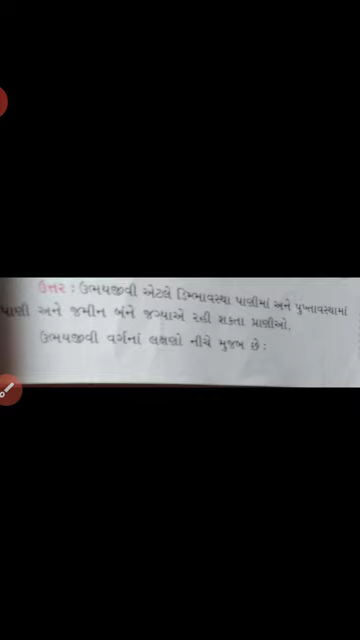 ઉત્તર : ઉભયજીવી એટલે ડિમ્ભાવસ્થા પાણીમાં અને પુખ્તાવસ્થામાં
પાણી અને જમીન બંને જગ્યાએ રહી શકતા પ્રાણીઓ.
ઉભયજીવી વર્ગનાં લક્ષણો નીચે મુજબ છે :